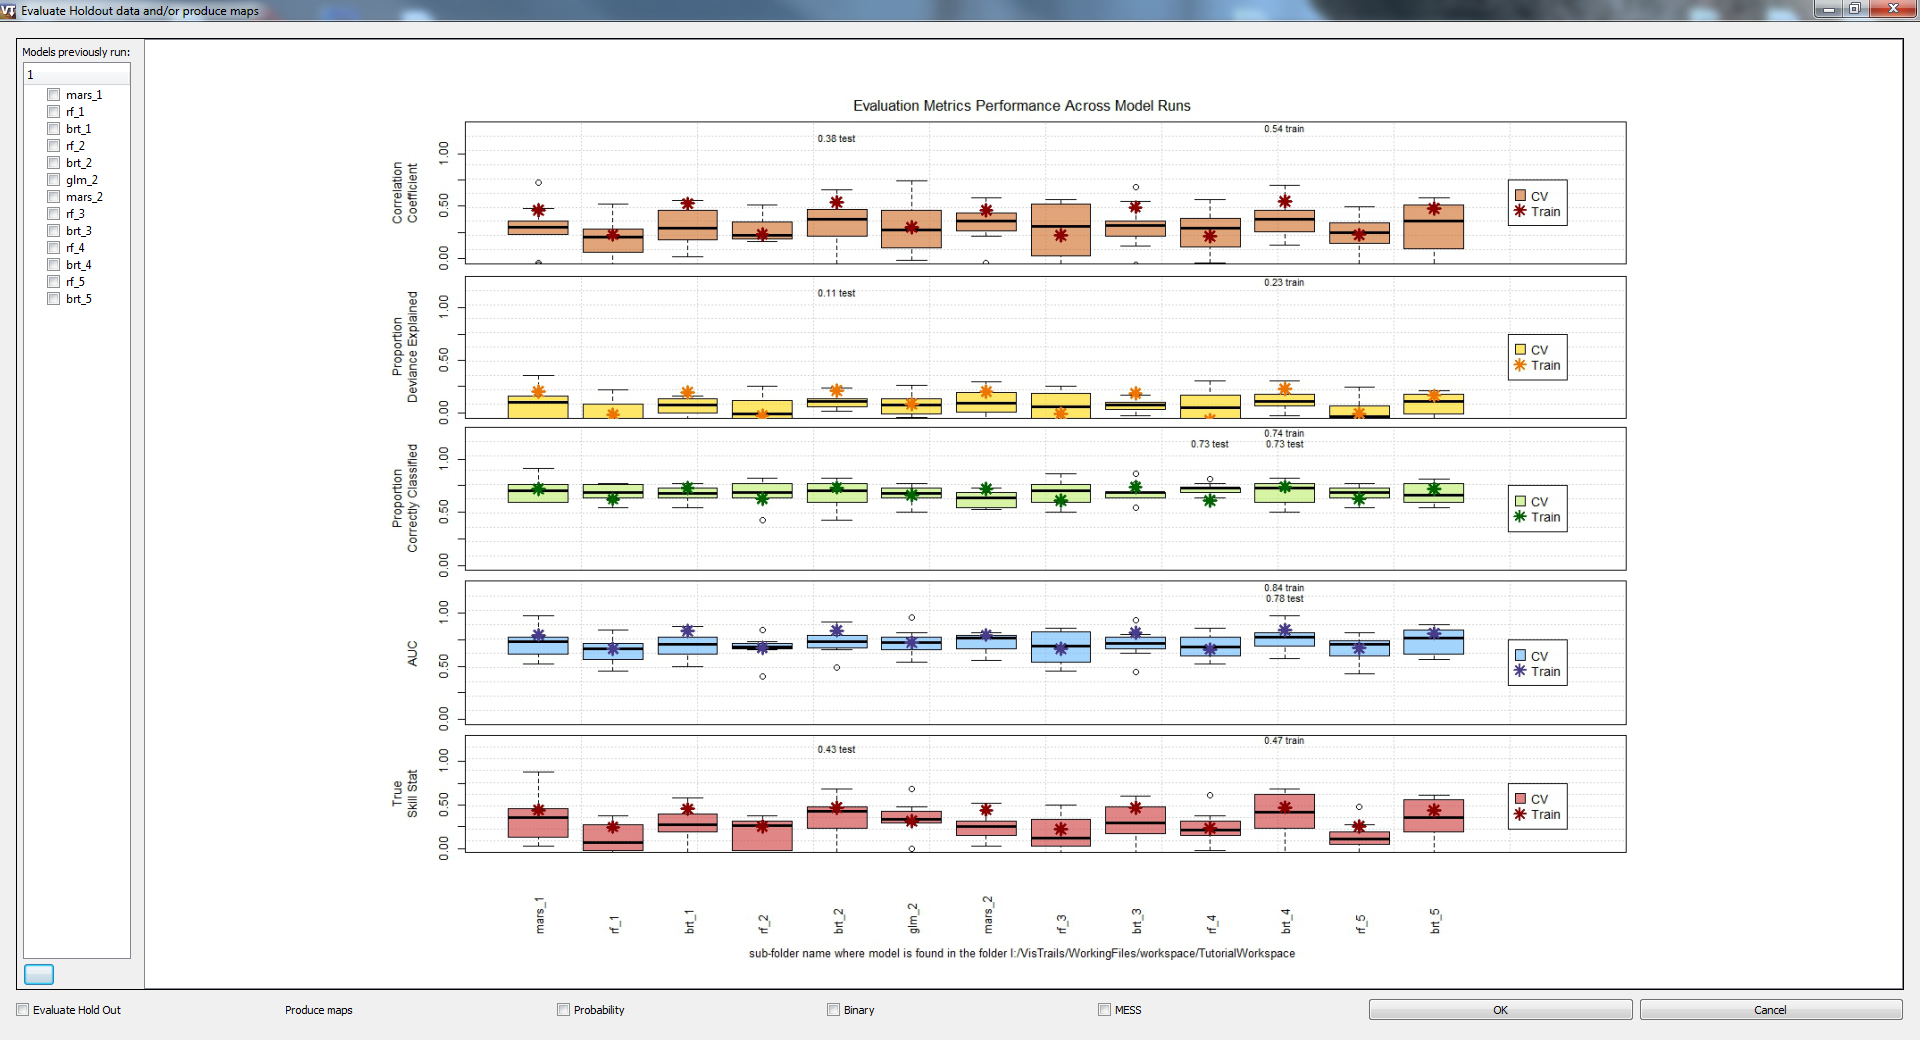 VT Evaluate Holdout data and/or produce maps
Models previously run:
1
mars_1
rf_1
brt_1
rf_2
brt_2
glm_2
mars_2
rf_3
brt_3
rf_4
brt_4
rf_5
brt_5
Evaluation Metrics Performance Across Model Runs
Correlation
Coefficient
1.00
0.50
0.00
0.38 test
0.54 train
CV
Train
Proportion
Deviance Explained
1.00
0.50
0.00
0.11 test
0.23 train
CV
Train
Proportion
Correctly Classified
1.00
0.50
0.00
0.73 test
0.74 train
0.73 test
CV
Train
AUC
1.00
0.50
0.00
0.84 train
0.78 test
CV
Train
True
Skill Stat
1.00
0.50
0.00
0.43 test
0.47 train
CV
Train
mars_1
rf_1
brt_1
rf_2
brt_2
glm_2
mars_2
rf_3
brt_3
rf_4
brt_4
rf_5
brt_5
sub-folder name where model is found in the folder I:/VisTrails/WorkingFiles/workspace/TutorialWorkspace
Evaluate Hold Out
Produce maps
Probability
Binary
MESS
OK
Cancel